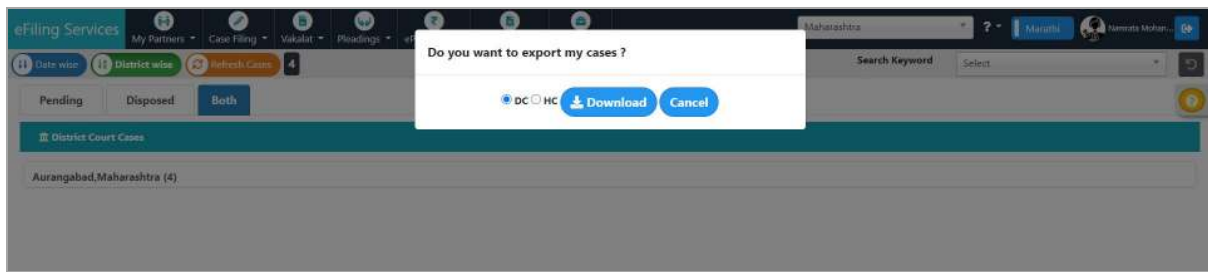 eFiling Services
My Partners
Case Filing
Vakalat
Pleadings
Maharashtra
?
Marathi
Namrata Mohan...
Do you want to export my cases ?
DC HC Download Cancel
Date wise
District wise
Refresh Cases
4
Search Keyword
Select
Pending
Disposed
Both
District Court Cases
Aurangabad,Maharashtra (4)